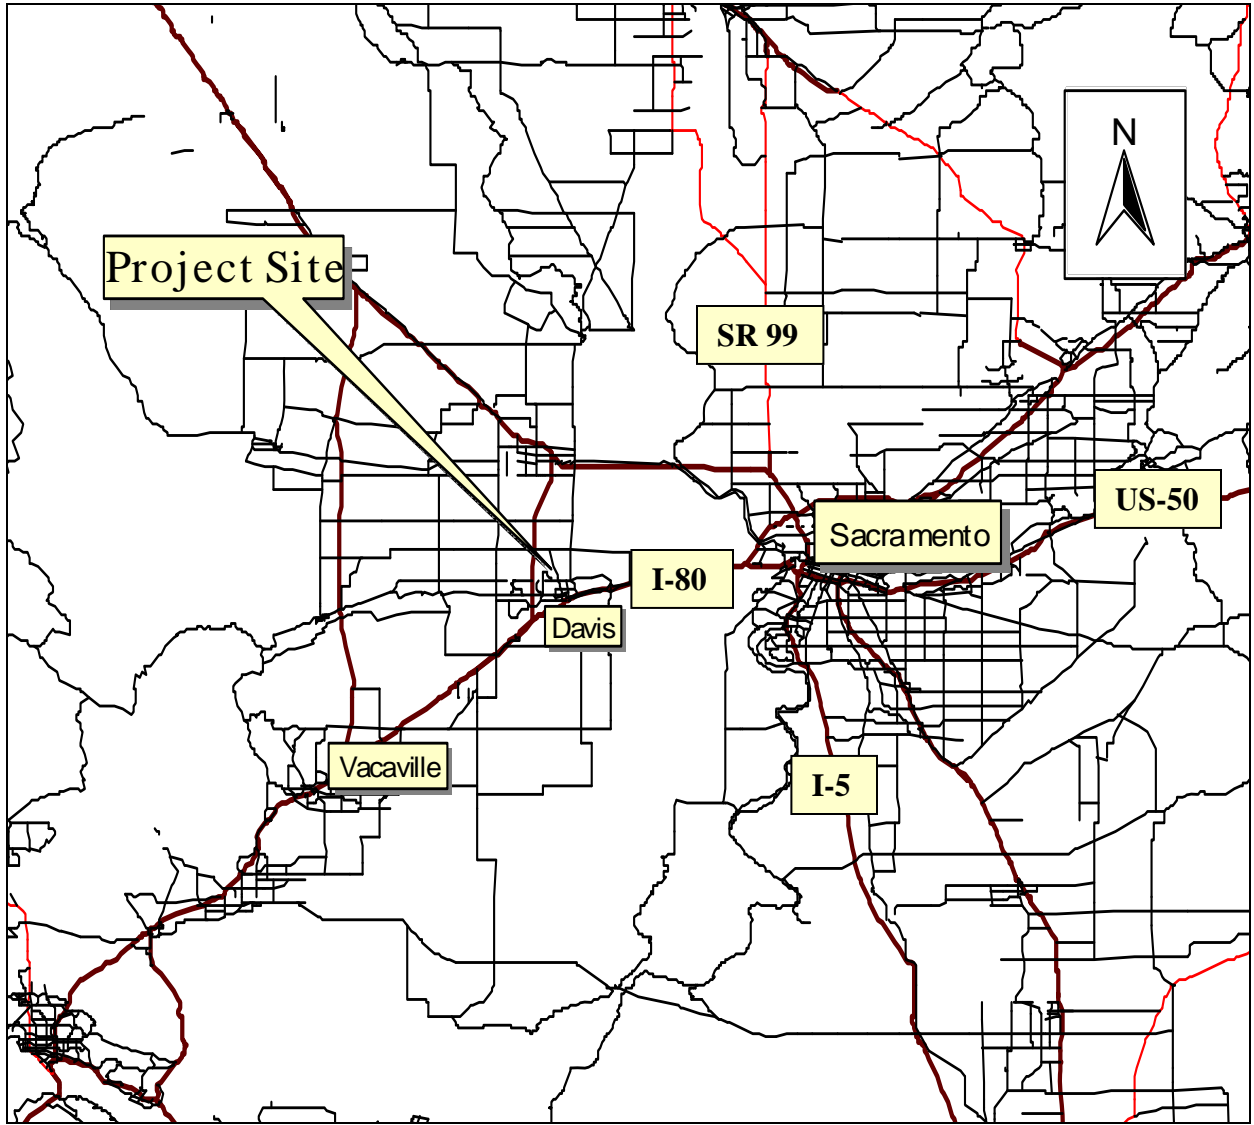 N
Project Site
SR 99
US-50
Sacramento
I-80
Davis
Vacaville
I-5